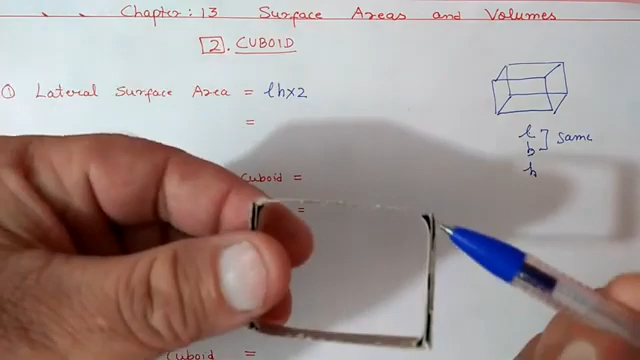 Chapter: 13 Surface Areas and Volumes
2. CUBOID
① Lateral Surface Area = lh×2
=
l
b ] Same
h
Cuboid =
=
Cuboid =